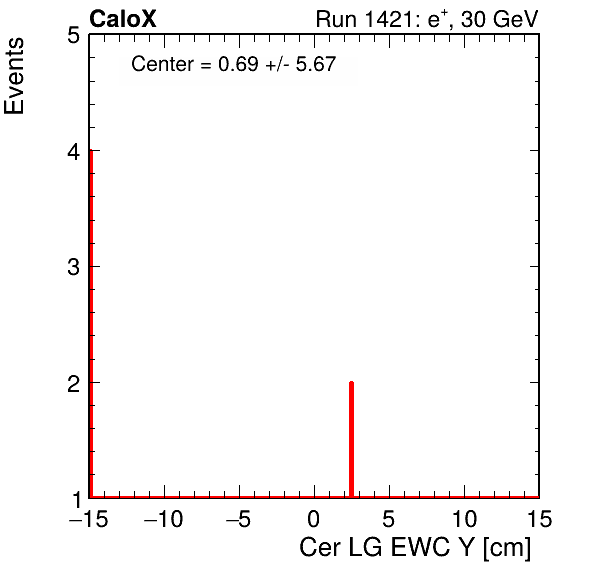 CaloX
Run 1421: e+, 30 GeV
Center = 0.69 +/- 5.67
Events
5
4
3
2
1
−15 −10 −5 0 5 10 15
Cer LG EWC Y [cm]